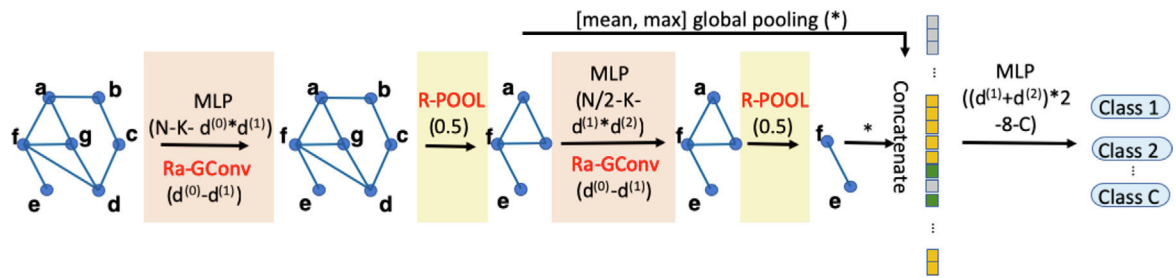 [mean, max] global pooling (*)
a
b
c
d
e
f
g
MLP
(N-K- d(0)*d(1))
Ra-GConv
(d(0)-d(1))
a
b
c
d
e
f
g
R-POOL
(0.5)
a
f
e
MLP
(N/2-K-
d(1)*d(2))
Ra-GConv
(d(0)-d(1))
a
f
e
R-POOL
(0.5)
f
e
*
Concatenate
...
...
MLP
((d(1)+d(2))*2
-8-C)
Class 1
Class 2
...
Class C